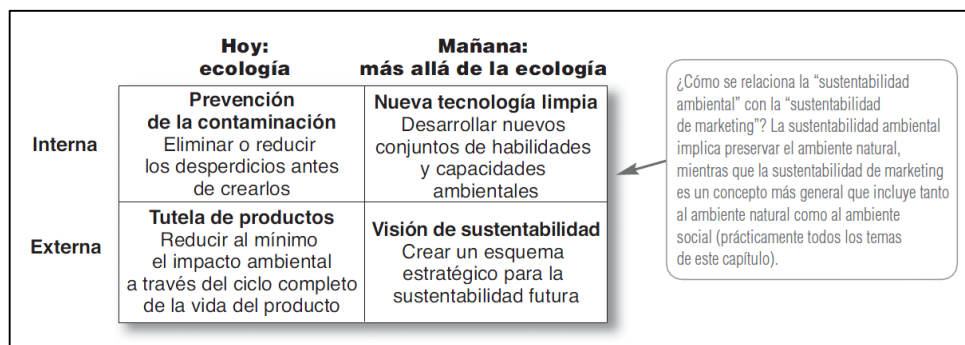 Hoy:
ecología
Mañana:
más allá de la ecología
Interna
Prevención
de la contaminación
Eliminar o reducir
los desperdicios antes
de crearlos
Nueva tecnología limpia
Desarrollar nuevos
conjuntos de habilidades
y capacidades
ambientales
Externa
Tutela de productos
Reducir al mínimo
el impacto ambiental
a través del ciclo completo
de la vida del producto
Visión de sustentabilidad
Crear un esquema
estratégico para la
sustentabilidad futura
¿Cómo se relaciona la “sustentabilidad
ambiental” con la “sustentabilidad
de marketing”? La sustentabilidad ambiental
implica preservar el ambiente natural,
mientras que la sustentabilidad de marketing
es un concepto más general que incluye tanto
al ambiente natural como al ambiente
social (prácticamente todos los temas
de este capítulo).